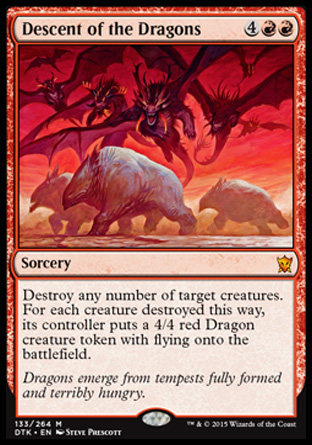 Descent of the Dragons 4
Sorcery
Destroy any number of target creatures.
For each creature destroyed this way,
its controller puts a 4/4 red Dragon
creature token with flying onto the
battlefield.
Dragons emerge from tempests fully formed
and terribly hungry.
133/264 M
DTK • EN Steve Prescott ™ & © 2015 Wizards of the Coast